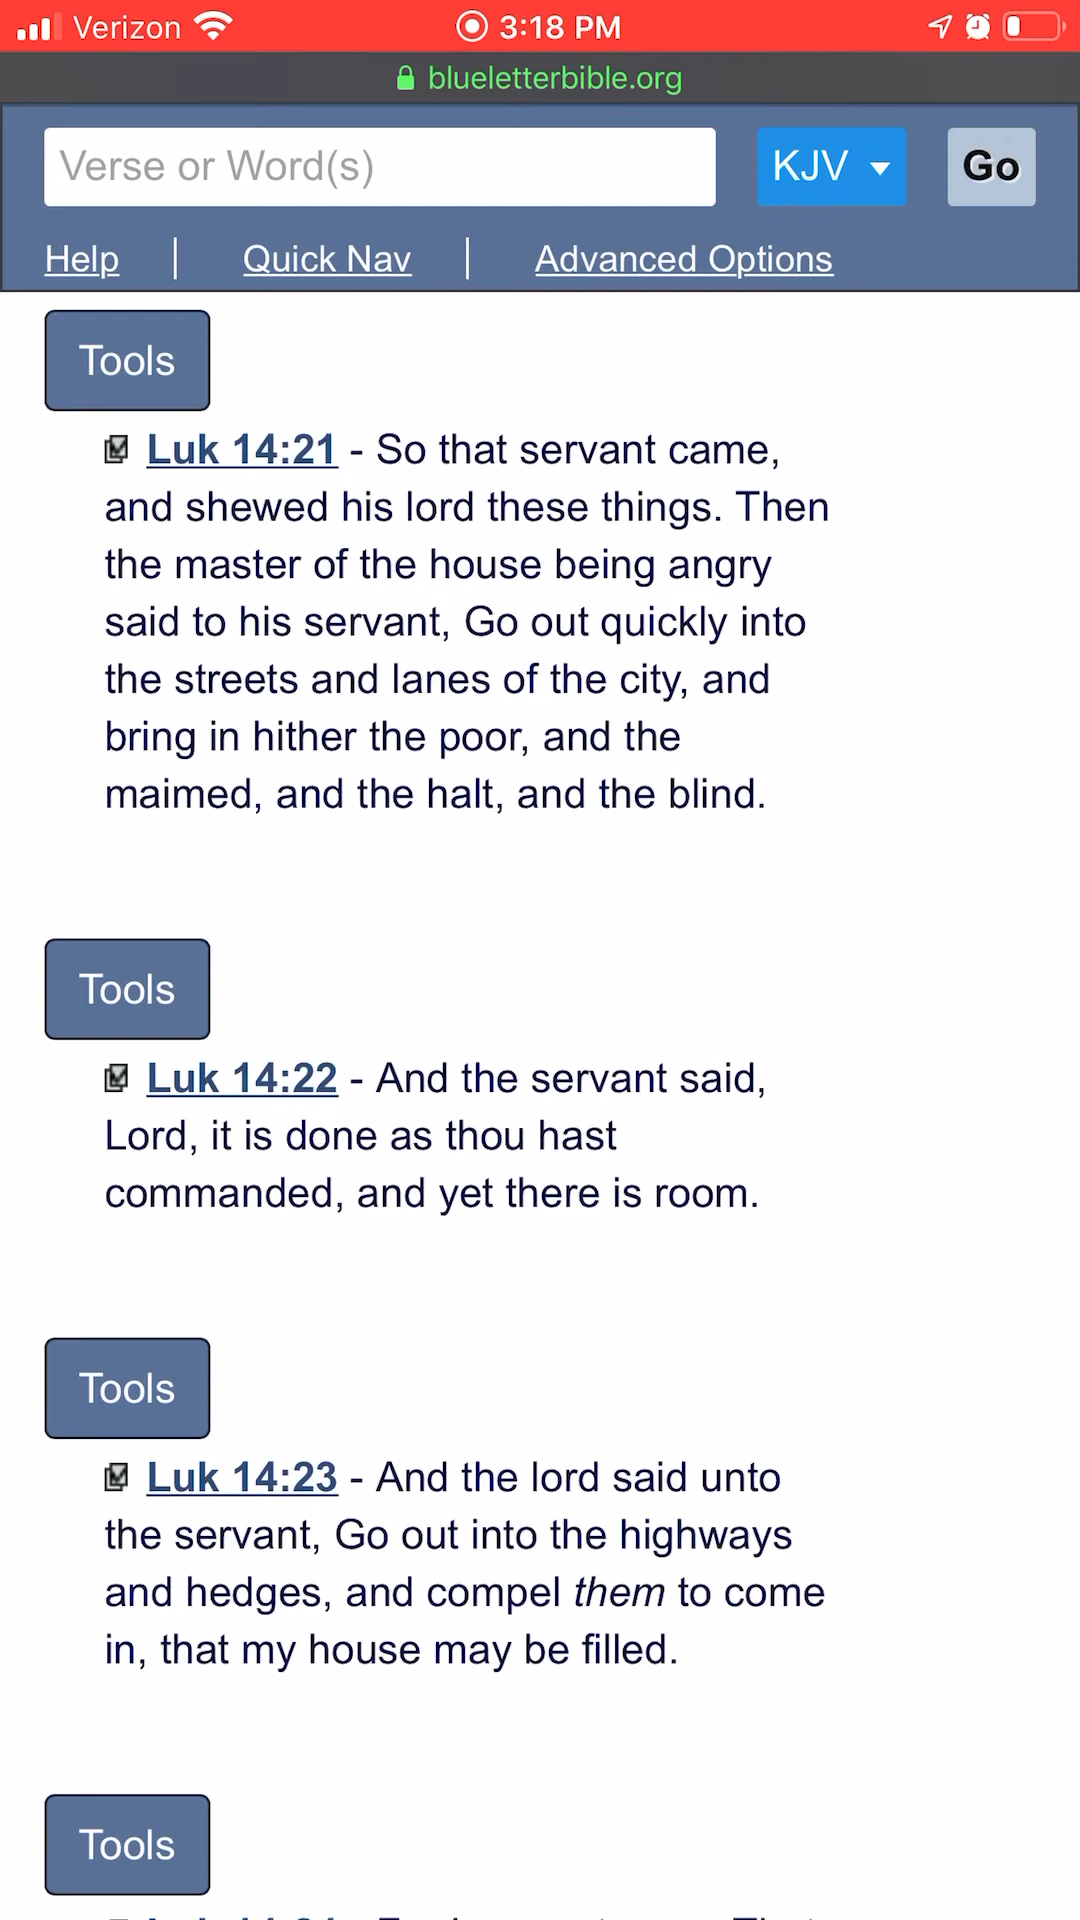 Verizon 3:18 PM
blueletterbible.org
Verse or Word(s) KJV Go
Help | Quick Nav | Advanced Options
Tools
Luk 14:21 - So that servant came,
and shewed his lord these things. Then
the master of the house being angry
said to his servant, Go out quickly into
the streets and lanes of the city, and
bring in hither the poor, and the
maimed, and the halt, and the blind.
Tools
Luk 14:22 - And the servant said,
Lord, it is done as thou hast
commanded, and yet there is room.
Tools
Luk 14:23 - And the lord said unto
the servant, Go out into the highways
and hedges, and compel them to come
in, that my house may be filled.
Tools